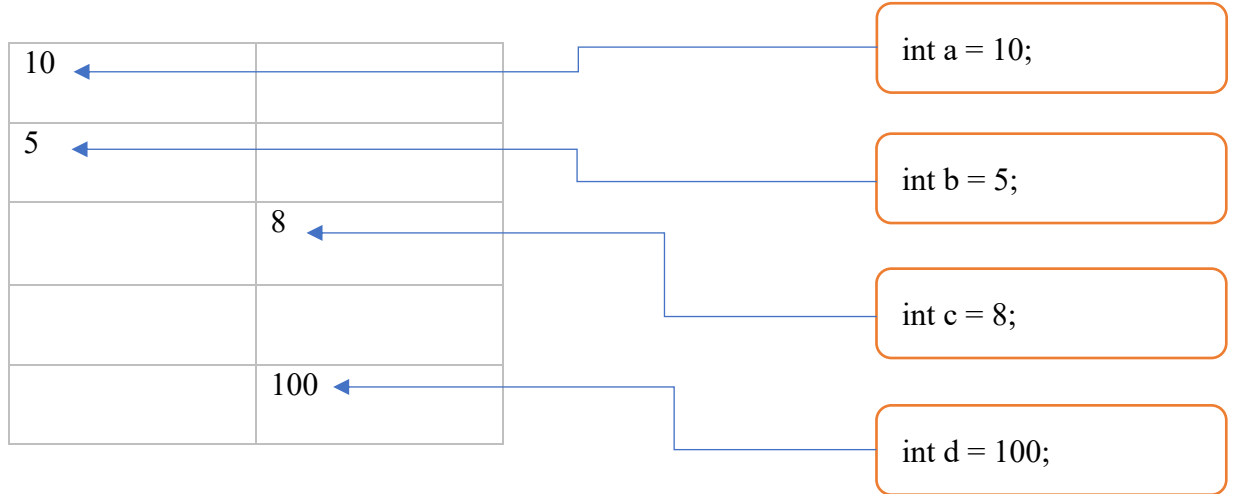 10
int a = 10;
5
int b = 5;
8
int c = 8;
100
int d = 100;